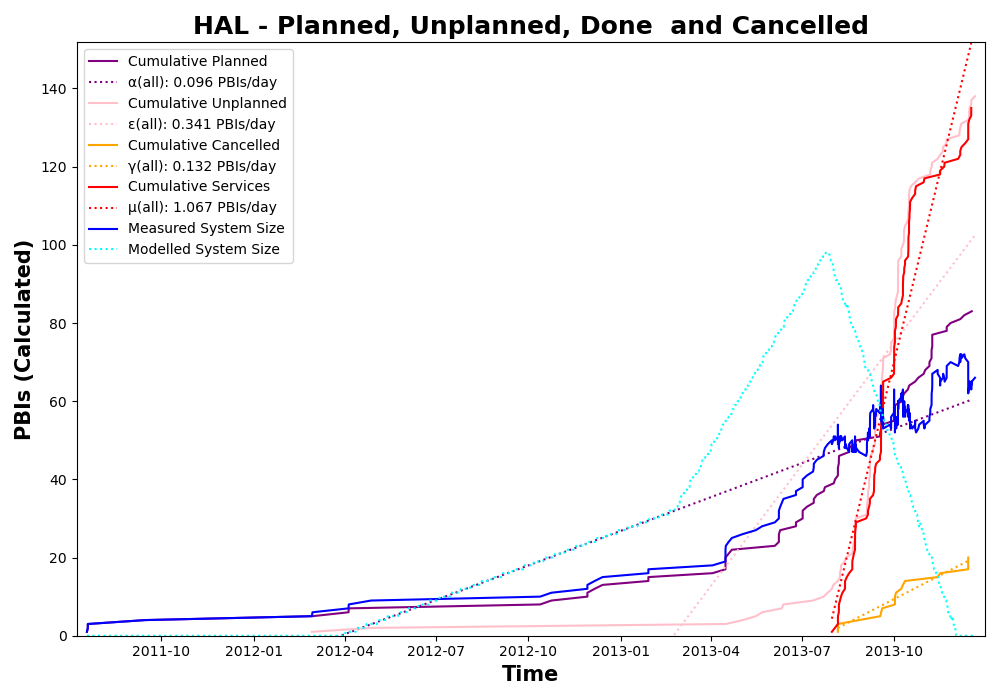 HAL - Planned, Unplanned, Done  and Cancelled
Cumulative Planned
α(all): 0.096 PBIs/day
Cumulative Unplanned
ε(all): 0.341 PBIs/day
Cumulative Cancelled
γ(all): 0.132 PBIs/day
Cumulative Services
μ(all): 1.067 PBIs/day
Measured System Size
Modelled System Size
PBIs (Calculated)
140
120
100
80
60
40
20
0
2011-10 2012-01 2012-04 2012-07 2012-10 2013-01 2013-04 2013-07 2013-10
Time